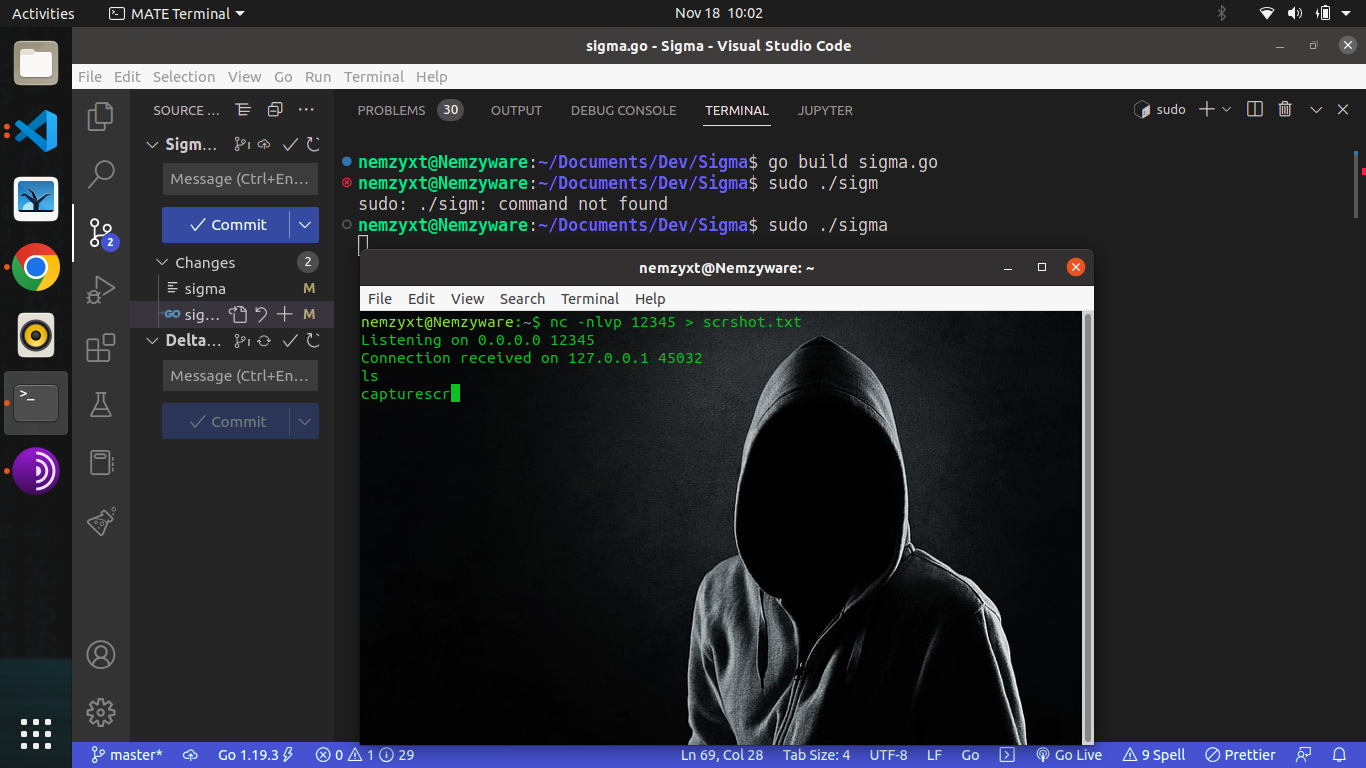 Activities MATE Terminal Nov 18 10:02
sigma.go - Sigma - Visual Studio Code
File Edit Selection View Go Run Terminal Help
SOURCE ... PROBLEMS 30 OUTPUT DEBUG CONSOLE TERMINAL JUPYTER sudo
Sigm...
Message (Ctrl+En...
Commit
Changes 2
sigma M
GO sig... M
Delta...
Message (Ctrl+En...
Commit
2
nemzyxt@Nemzyware:~/Documents/Dev/Sigma$ go build sigma.go
nemzyxt@Nemzyware:~/Documents/Dev/Sigma$ sudo ./sigm
sudo: ./sigm: command not found
nemzyxt@Nemzyware:~/Documents/Dev/Sigma$ sudo ./sigma
nemzyxt@Nemzyware: ~
File Edit View Search Terminal Help
nemzyxt@Nemzyware:~$ nc -nlvp 12345 > scrshot.txt
Listening on 0.0.0.0 12345
Connection received on 127.0.0.1 45032
ls
capturescr
>_
master* Go 1.19.3 0 1 29 Ln 69, Col 28 Tab Size: 4 UTF-8 LF Go Go Live 9 Spell Prettier